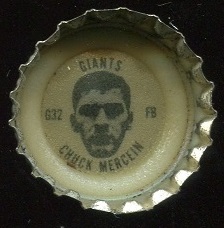 GIANTS
G32 FB
CHUCK MERCEIN